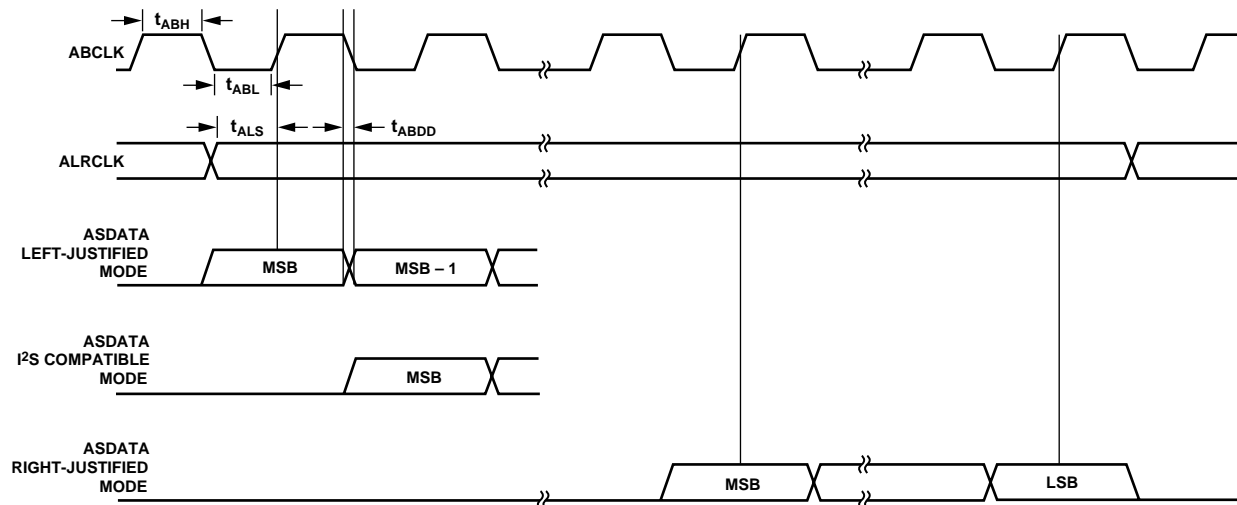 tABH
ABCLK
tABL
tALS
tABDD
ALRCLK
ASDATA
LEFT-JUSTIFIED
MODE
MSB
MSB – 1
ASDATA
I2S COMPATIBLE
MODE
MSB
ASDATA
RIGHT-JUSTIFIED
MODE
MSB
LSB